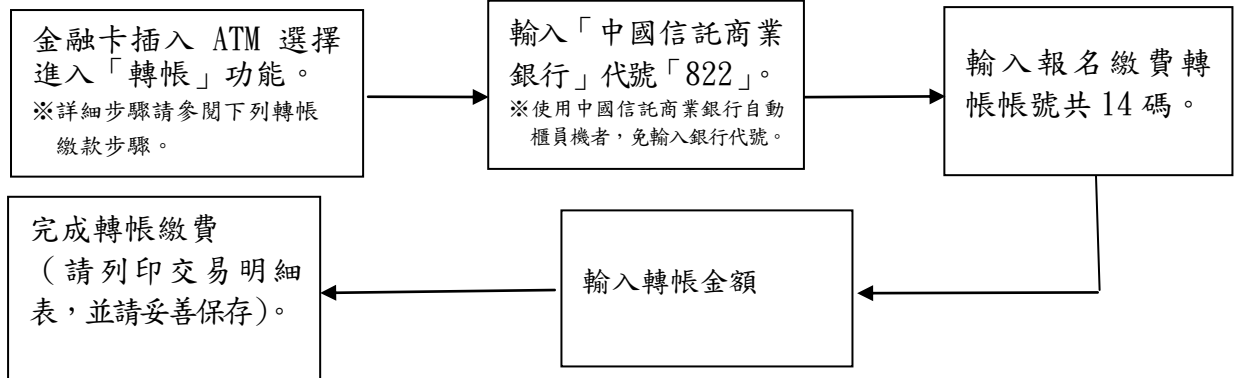 金融卡插入 ATM 選擇
進入「轉帳」功能。
※詳細步驟請參閱下列轉帳
繳款步驟。
輸入「中國信託商業
銀行」代號「822」。
※使用中國信託商業銀行自動
櫃員機者，免輸入銀行代號。
輸入報名繳費轉
帳帳號共 14 碼。
輸入轉帳金額
完成轉帳繳費
（請列印交易明細
表，並請妥善保存）。